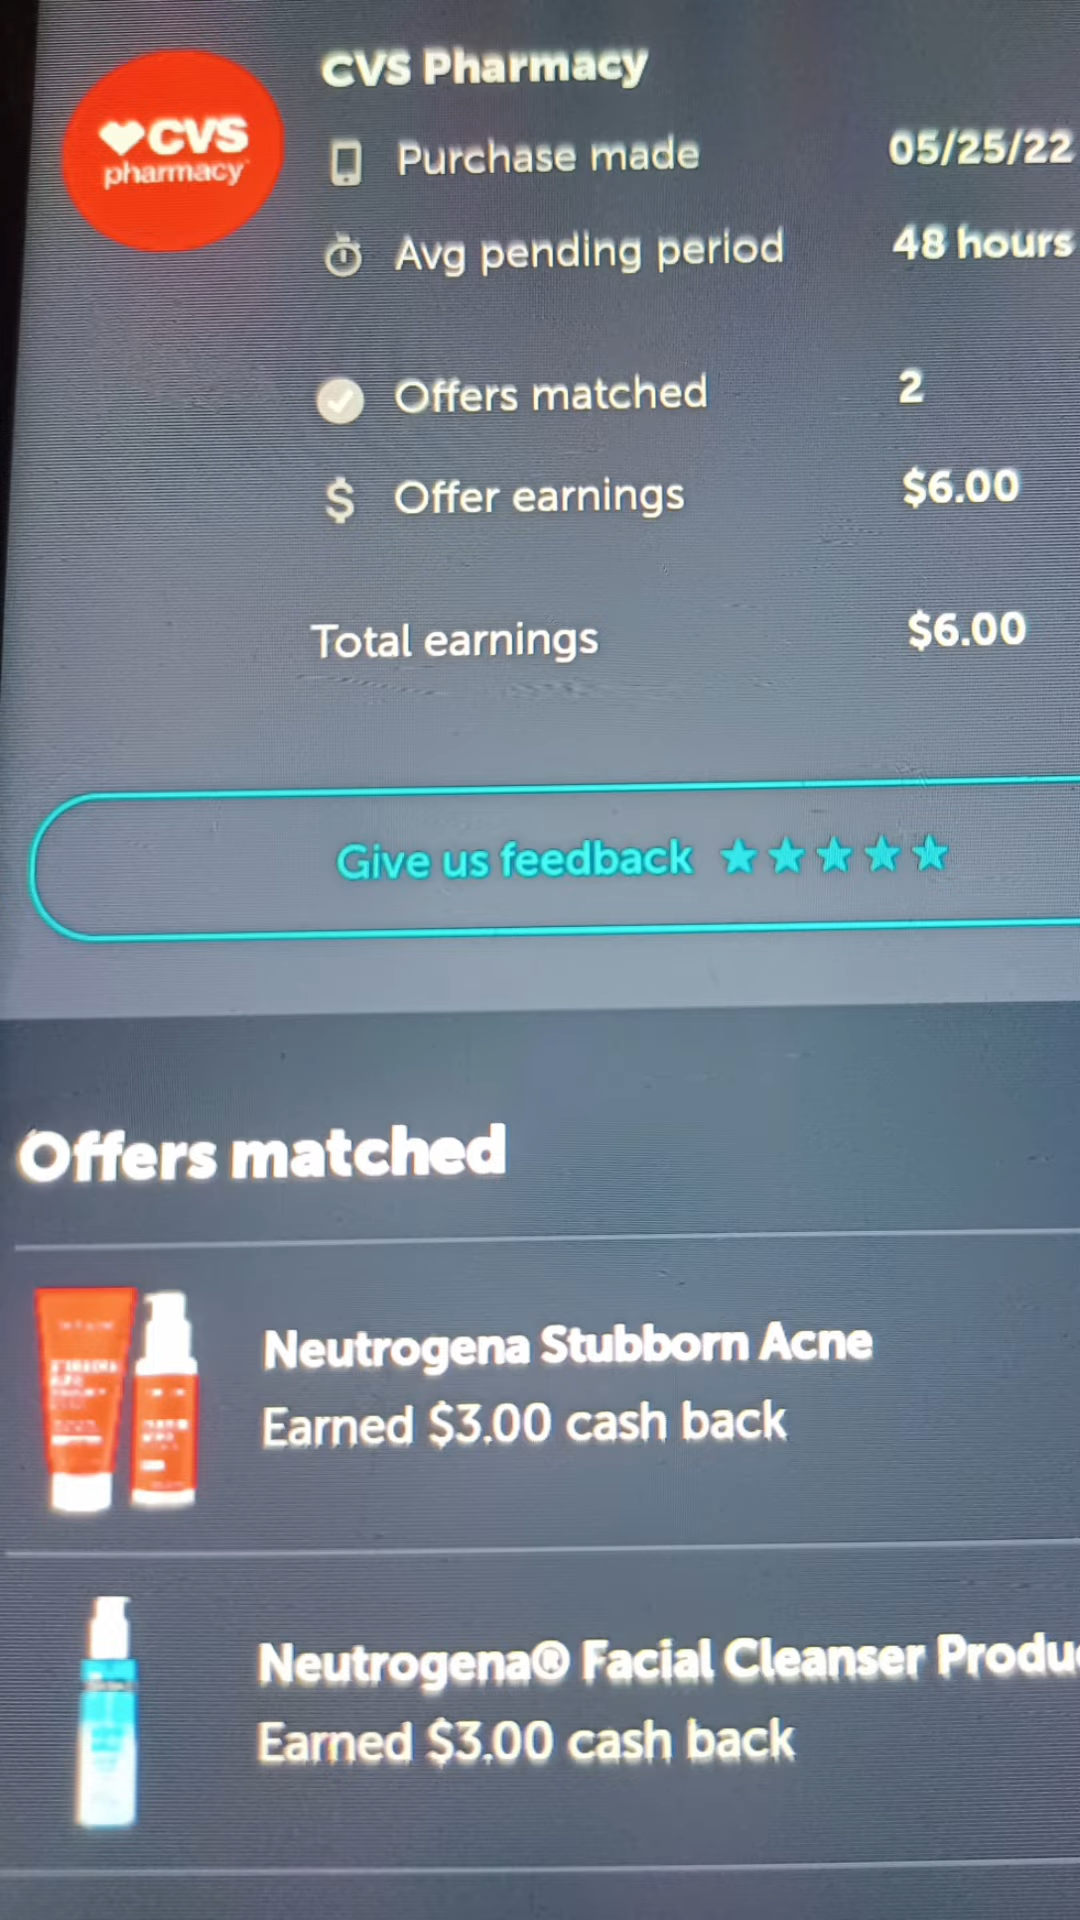 CVS Pharmacy
CVS
pharmacy
Purchase made 05/25/22
Avg pending period 48 hours
Offers matched 2
$ Offer earnings $6.00
Total earnings $6.00
Give us feedback ★★★★★
Offers matched
Neutrogena Stubborn Acne
Earned $3.00 cash back
Neutrogena® Facial Cleanser Produ
Earned $3.00 cash back